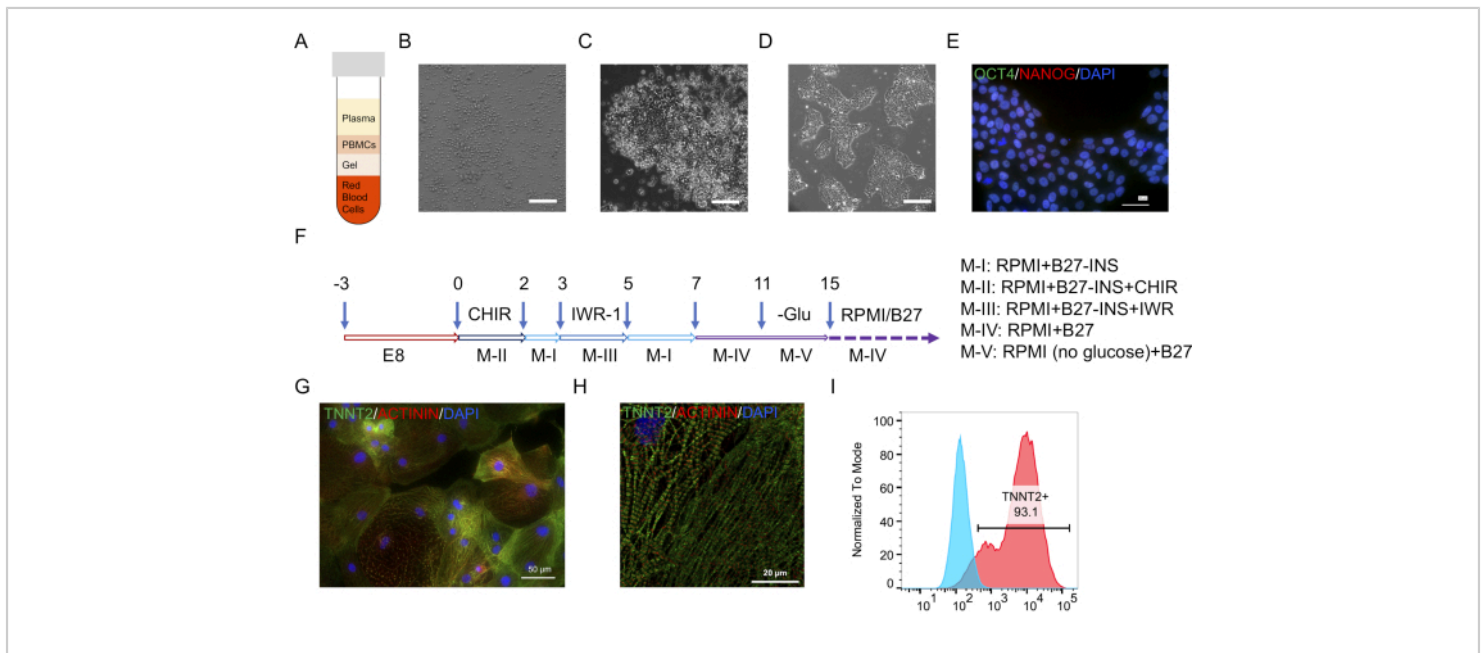 A
B
C
D
E
Plasma
PBMCs
Gel
Red
Blood
Cells
OCT4/NANOG/DAPI
F
-3 0 2 3 5 7 11 15
CHIR IWR-1 -Glu RPMI/B27
E8 M-II M-I M-III M-I M-IV M-V M-IV
M-I: RPMI+B27-INS
M-II: RPMI+B27-INS+CHIR
M-III: RPMI+B27-INS+IWR
M-IV: RPMI+B27
M-V: RPMI (no glucose)+B27
G
H
I
TNNT2/ACTININ/DAPI
50 µm
TNNT2/ACTININ/DAPI
20 µm
Normalized To Mode
100
80
60
40
20
0
TNNT2+
93.1
10¹ 10² 10³ 10⁴ 10⁵